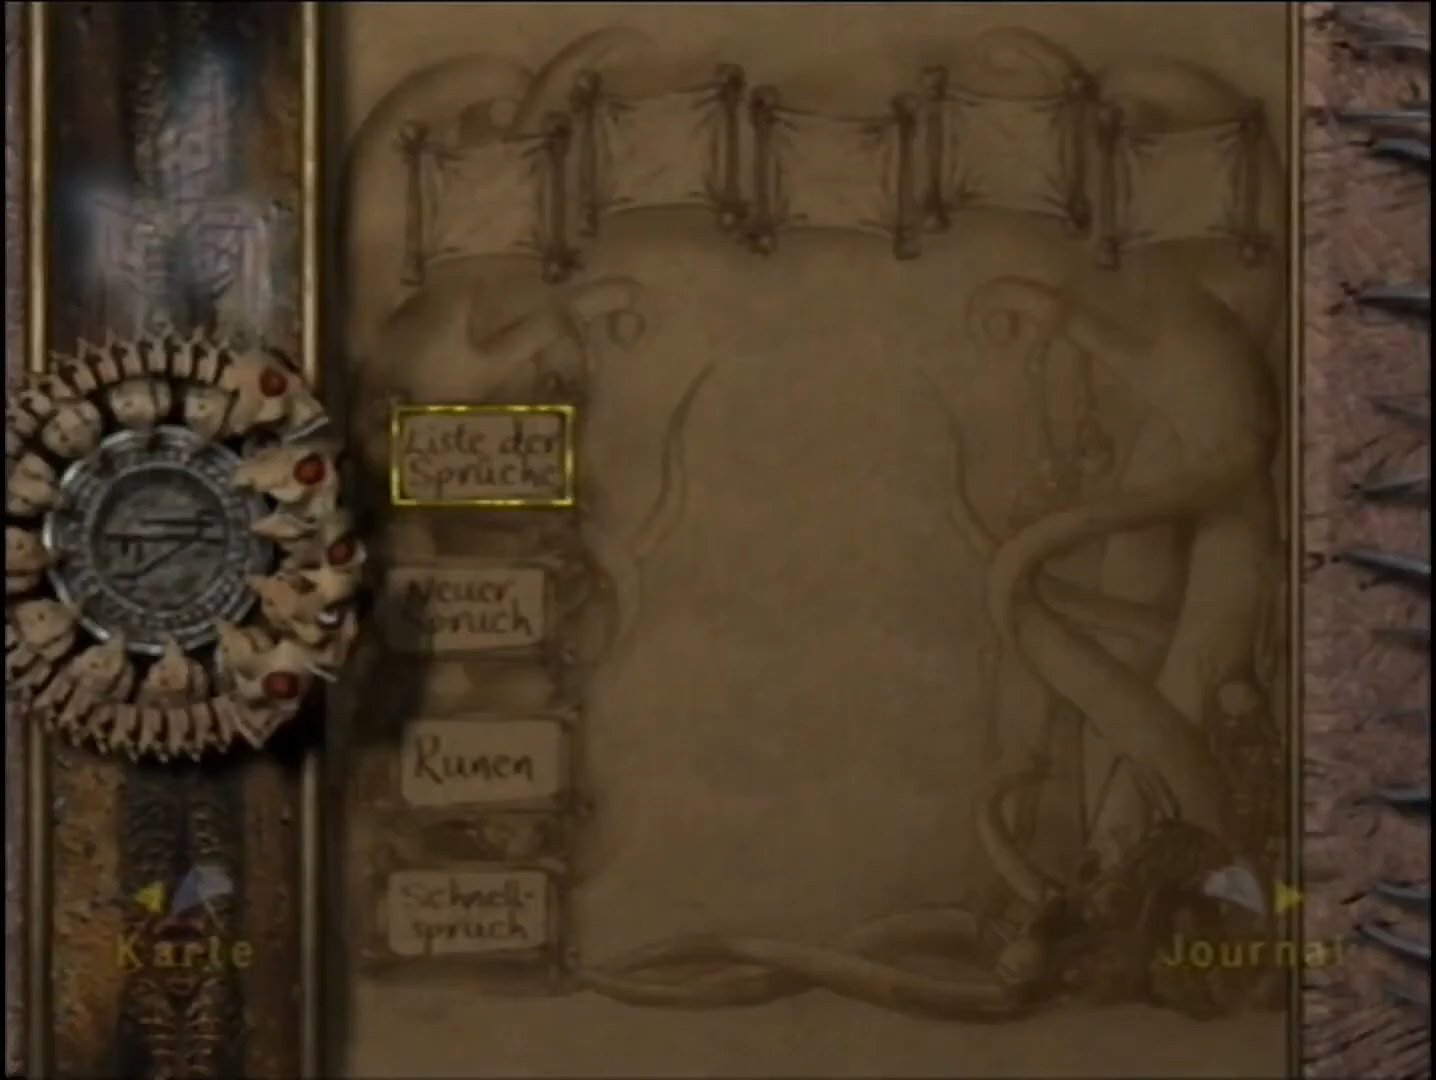 Liste der
Sprüche
Neuer
Spruch
Runen
Schnell-
spruch
Karte
Journal